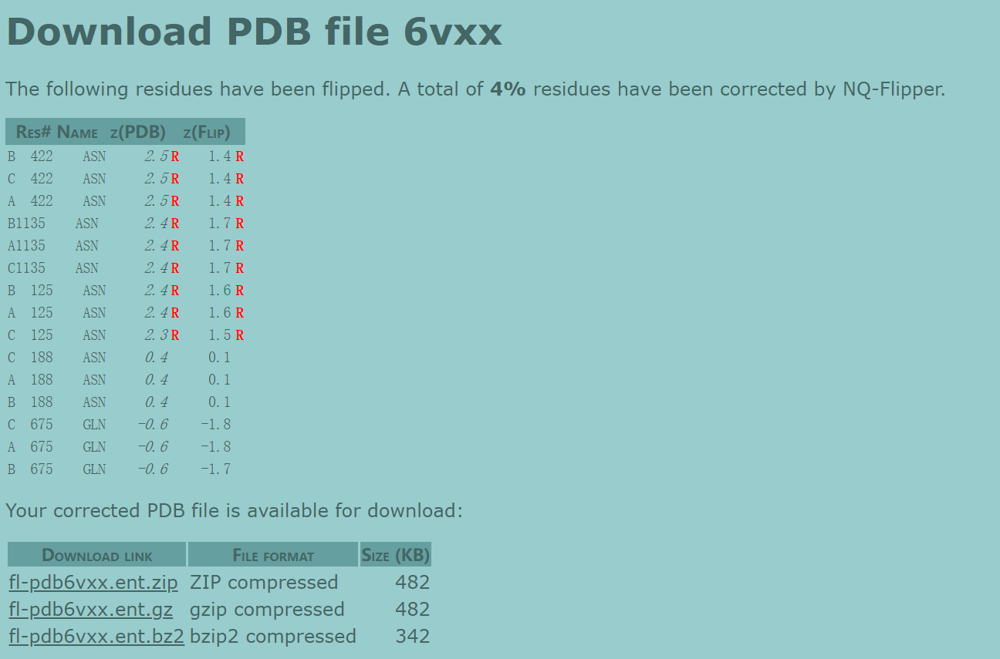 Download PDB file 6vxx
The following residues have been flipped. A total of 4% residues have been corrected by NQ-Flipper.
Res# Name z(PDB) z(Flip)
B 422 ASN 2.5 R 1.4 R
C 422 ASN 2.5 R 1.4 R
A 422 ASN 2.5 R 1.4 R
B1135 ASN 2.4 R 1.7 R
A1135 ASN 2.4 R 1.7 R
C1135 ASN 2.4 R 1.7 R
B 125 ASN 2.4 R 1.6 R
A 125 ASN 2.4 R 1.6 R
C 125 ASN 2.3 R 1.5 R
C 188 ASN 0.4 0.1
A 188 ASN 0.4 0.1
B 188 ASN 0.4 0.1
C 675 GLN -0.6 -1.8
A 675 GLN -0.6 -1.8
B 675 GLN -0.6 -1.7
Your corrected PDB file is available for download:
Download link File format Size (KB)
fl-pdb6vxx.ent.zip ZIP compressed 482
fl-pdb6vxx.ent.gz gzip compressed 482
fl-pdb6vxx.ent.bz2 bzip2 compressed 342